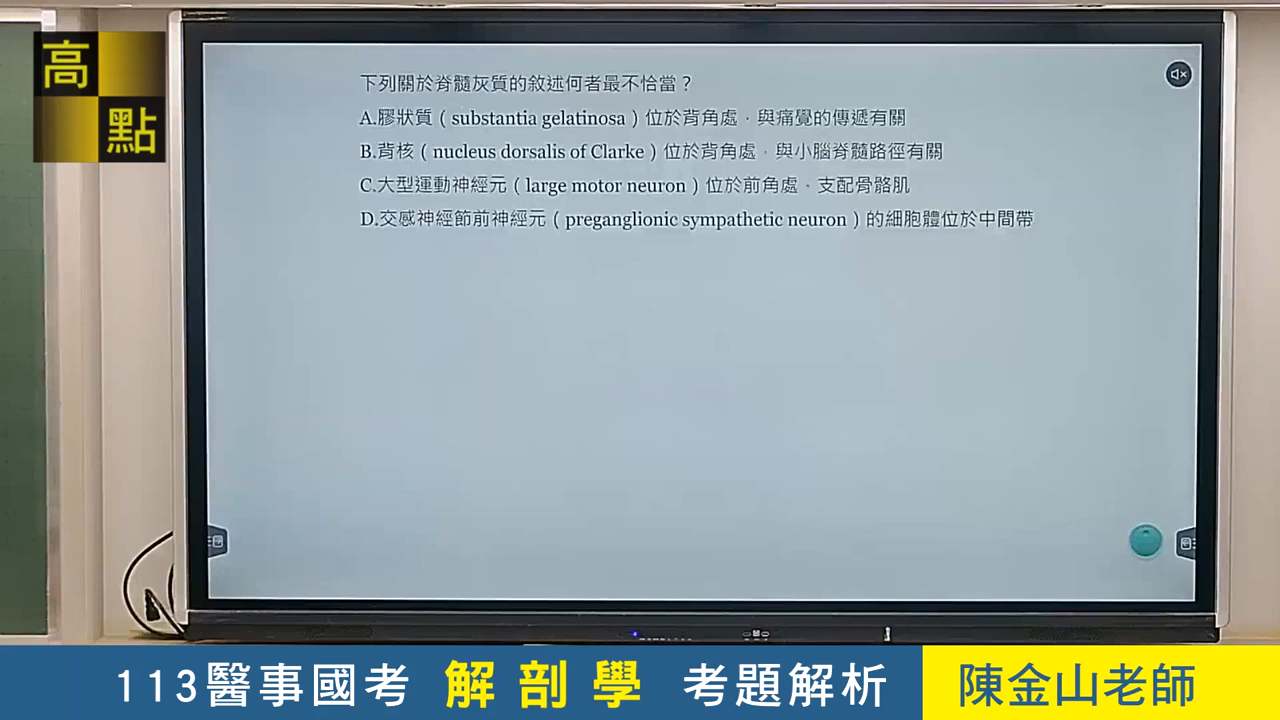 高
點
下列關於脊髓灰質的敘述何者最不恰當？
A.膠狀質（substantia gelatinosa）位於背角處，與痛覺的傳遞有關
B.背核（nucleus dorsalis of Clarke）位於背角處，與小腦脊髓路徑有關
C.大型運動神經元（large motor neuron）位於前角處，支配骨骼肌
D.交感神經節前神經元（preganglionic sympathetic neuron）的細胞體位於中間帶
113醫事國考 解剖學 考題解析 陳金山老師